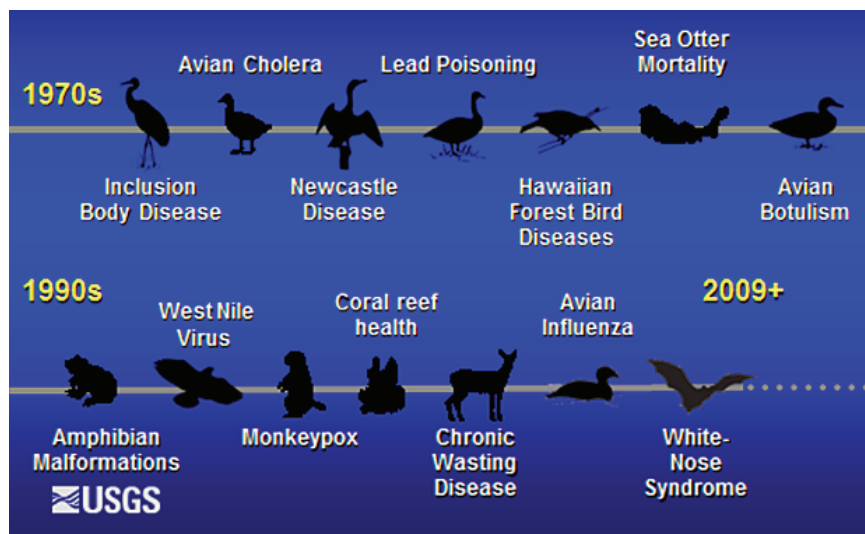 1970s
Avian Cholera
Lead Poisoning
Sea Otter
Mortality
Inclusion
Body Disease
Newcastle
Disease
Hawaiian
Forest Bird
Diseases
Avian
Botulism
1990s
West Nile
Virus
Coral reef
health
Avian
Influenza
2009+
Amphibian
Malformations
Monkeypox
Chronic
Wasting
Disease
White-
Nose
Syndrome
USGS